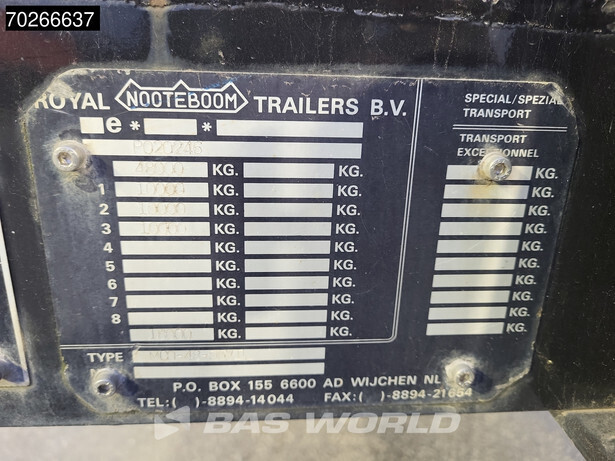 70266637
ROYAL NOOTEBOOM TRAILERS B.V.
SPECIAL/SPEZIAL
TRANSPORT
e * *
TRANSPORT
EXCEPTIONNEL
KG. KG. KG.
1 10000 KG. KG. KG.
2 10000 KG. KG. KG.
3 10000 KG. KG. KG.
4 KG. KG. KG.
5 KG. KG. KG.
6 KG. KG. KG.
7 KG. KG. KG.
8 KG. KG. KG.
KG. KG. KG.
TYPE
P.O. BOX 155 6600 AD WIJCHEN NL
TEL:( )-8894-14044 FAX:( )-8894-21654
BAS WORLD